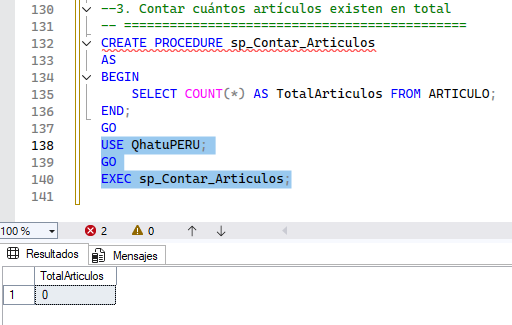 130 --3. Contar cuántos artículos existen en total
131 -- ============================================
132 CREATE PROCEDURE sp_Contar_Articulos
133 AS
134 BEGIN
135 SELECT COUNT(*) AS TotalArticulos FROM ARTICULO;
136 END;
137 GO
138 USE QhatuPERU;
139 GO
140 EXEC sp_Contar_Articulos;
141
100 % 2 0
Resultados Mensajes
TotalArticulos
1 0